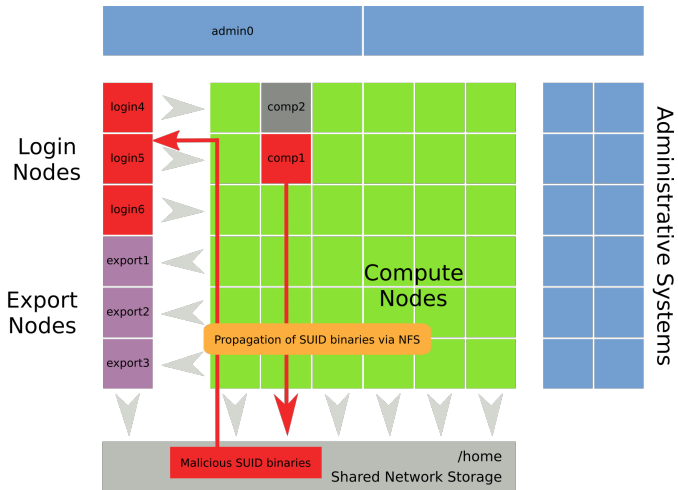 admin0
login4
comp2
Login
Nodes
login5
comp1
login6
Administrative Systems
export1
Export
Nodes
export2
Compute
Nodes
Propagation of SUID binaries via NFS
export3
Malicious SUID binaries
/home
Shared Network Storage